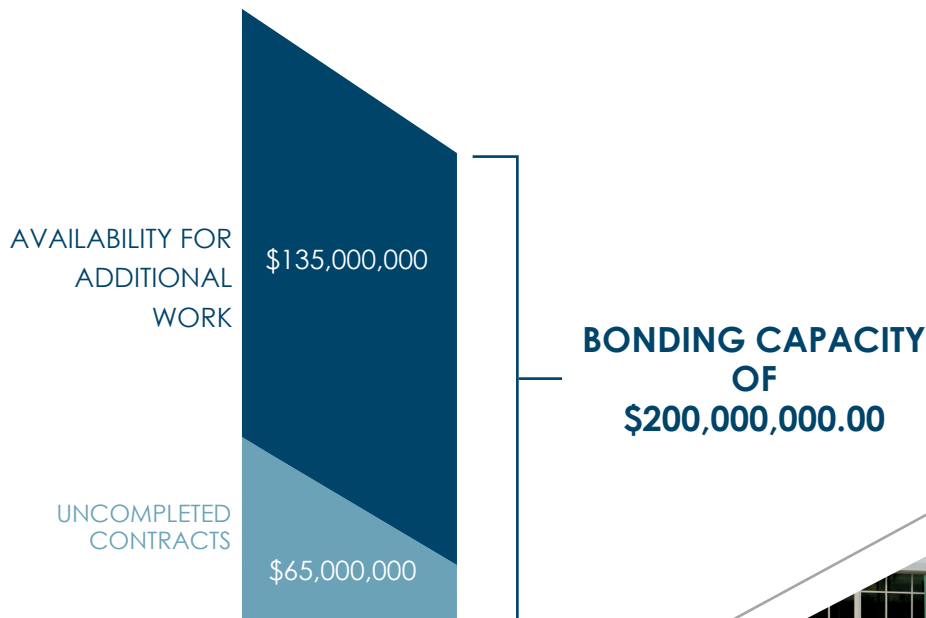 AVAILABILITY FOR
ADDITIONAL
WORK
$135,000,000
BONDING CAPACITY
OF
$200,000,000.00
UNCOMPLETED
CONTRACTS
$65,000,000